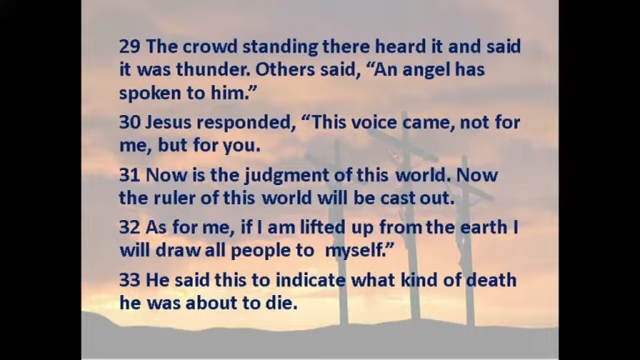 29 The crowd standing there heard it and said
it was thunder. Others said, “An angel has
spoken to him.”
30 Jesus responded, “This voice came, not for
me, but for you.
31 Now is the judgment of this world. Now
the ruler of this world will be cast out.
32 As for me, if I am lifted up from the earth I
will draw all people to  myself.”
33 He said this to indicate what kind of death
he was about to die.